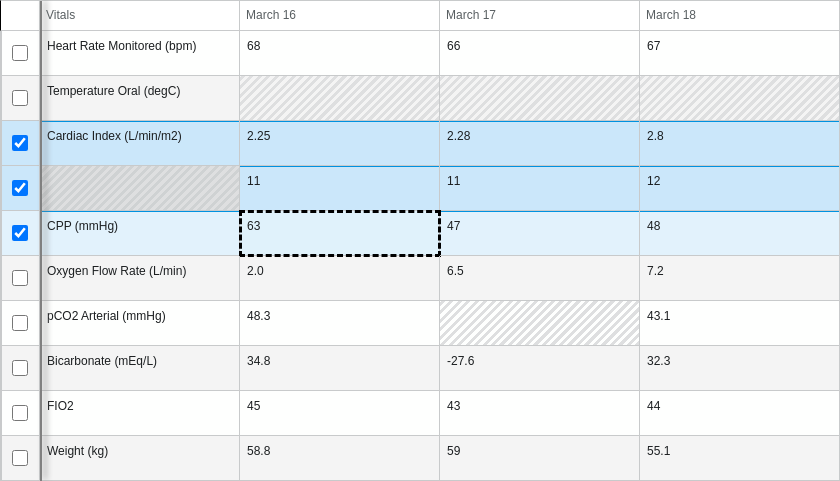 Vitals March 16 March 17 March 18
Heart Rate Monitored (bpm) 68 66 67
Temperature Oral (degC)
Cardiac Index (L/min/m2) 2.25 2.28 2.8
11 11 12
CPP (mmHg) 63 47 48
Oxygen Flow Rate (L/min) 2.0 6.5 7.2
pCO2 Arterial (mmHg) 48.3 43.1
Bicarbonate (mEq/L) 34.8 -27.6 32.3
FIO2 45 43 44
Weight (kg) 58.8 59 55.1